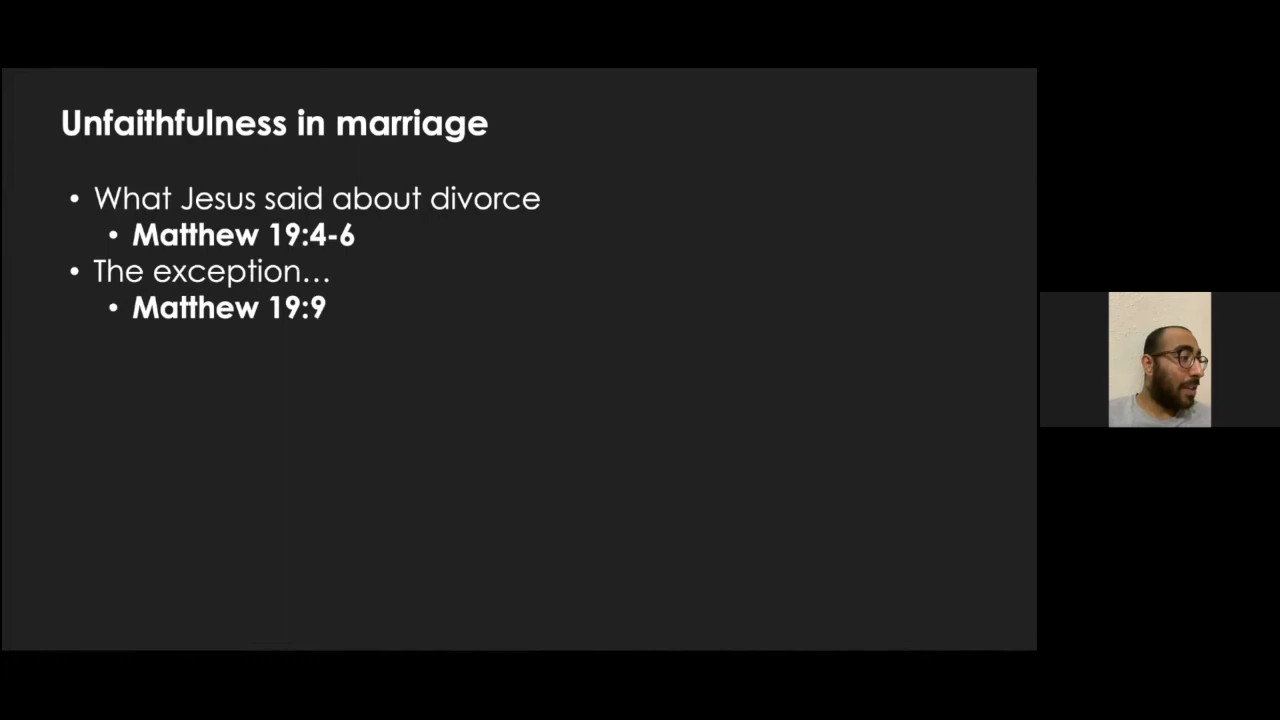 Unfaithfulness in marriage
• What Jesus said about divorce
• Matthew 19:4-6
• The exception...
• Matthew 19:9